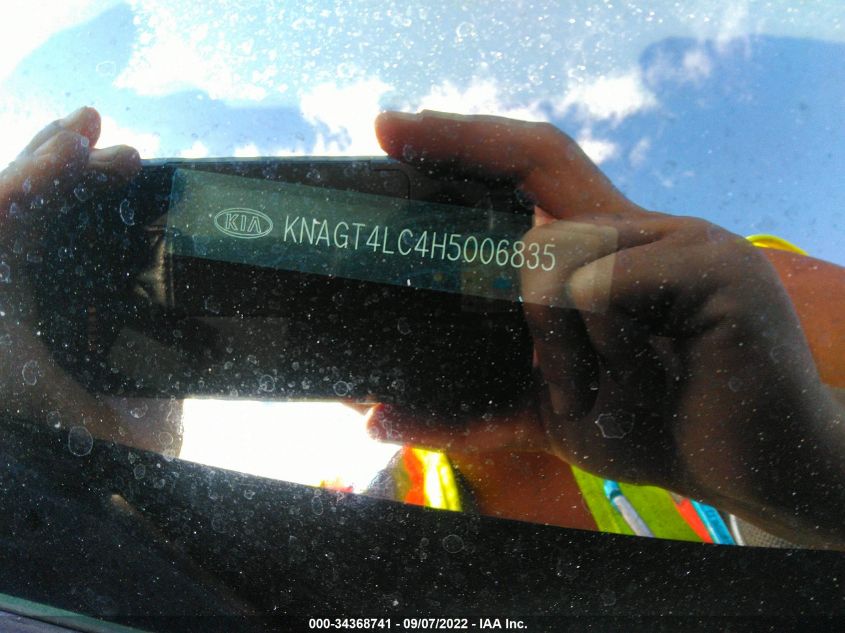 KIA KNAGT4LC4H5006835
000-34368741 - 09/07/2022 - IAA Inc.